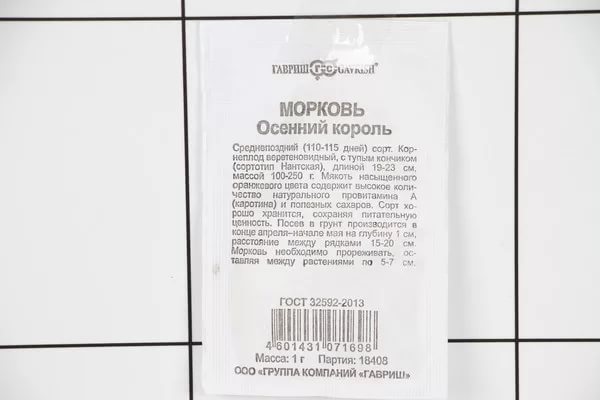 ГАВРИШ GAVRISH
МОРКОВЬ
Осенний король
Среднепоздний (110-115 дней) сорт. Кор-
неплод веретеновидный, с тупым кончиком
(сортотип Нантская), длиной 19-23 см,
массой 100-250 г. Мякоть насыщенного
оранжевого цвета содержит высокое коли-
чество натурального провитамина А
(каротина) и полезных сахаров. Сорт хо-
рошо хранится, сохраняя питательную
ценность. Посев в грунт производится в
конце апреля–начале мая на глубину 1 см,
расстояние между рядками 15-20 см.
Морковь необходимо прореживать, ос-
тавляя между растениями по 5-7 см.
ГОСТ 32592-2013
4 601431 071698
Масса: 1 г Партия: 18408
ООО «ГРУППА КОМПАНИЙ «ГАВРИШ»